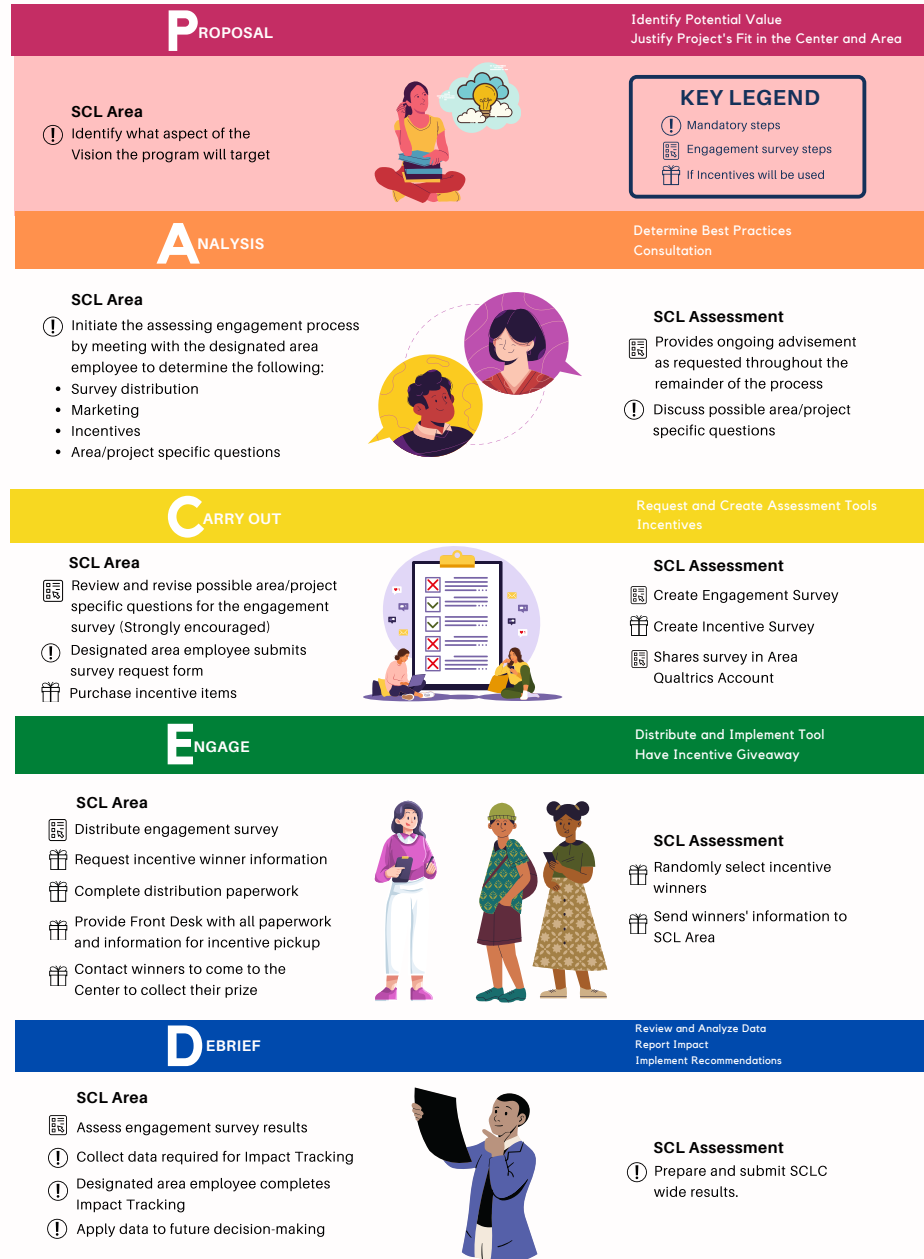 PROPOSAL
Identify Potential Value
Justify Project's Fit in the Center and Area
SCL Area
Identify what aspect of the
Vision the program will target
KEY LEGEND
Mandatory steps
Engagement survey steps
If Incentives will be used
ANALYSIS
Determine Best Practices
Consultation
SCL Area
Initiate the assessing engagement process
by meeting with the designated area
employee to determine the following:
• Survey distribution
• Marketing
• Incentives
• Area/project specific questions
SCL Assessment
Provides ongoing advisement
as requested throughout the
remainder of the process
Discuss possible area/project
specific questions
CARRY OUT
Request and Create Assessment Tools
Incentives
SCL Area
Review and revise possible area/project
specific questions for the engagement
survey (Strongly encouraged)
Designated area employee submits
survey request form
Purchase incentive items
SCL Assessment
Create Engagement Survey
Create Incentive Survey
Shares survey in Area
Qualtrics Account
ENGAGE
Distribute and Implement Tool
Have Incentive Giveaway
SCL Area
Distribute engagement survey
Request incentive winner information
Complete distribution paperwork
Provide Front Desk with all paperwork
and information for incentive pickup
Contact winners to come to the
Center to collect their prize
SCL Assessment
Randomly select incentive
winners
Send winners' information to
SCL Area
DEBRIEF
Review and Analyze Data
Report Impact
Implement Recommendations
SCL Area
Assess engagement survey results
Collect data required for Impact Tracking
Designated area employee completes
Impact Tracking
Apply data to future decision-making
SCL Assessment
Prepare and submit SCLC
wide results.